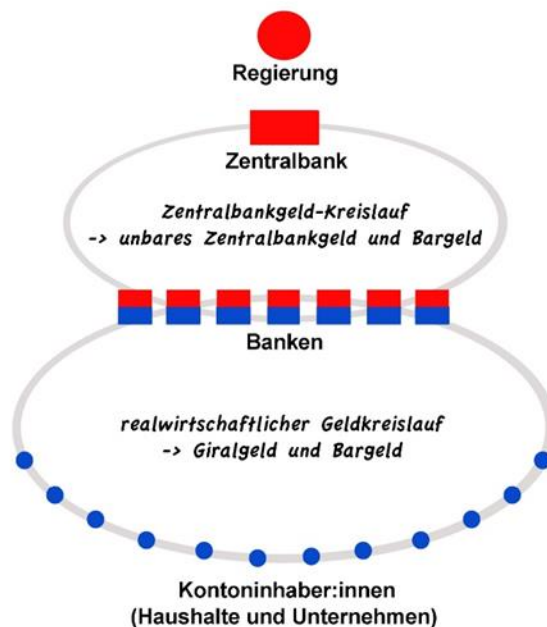 Regierung
Zentralbank
Zentralbankgeld-Kreislauf
-> unbares Zentralbankgeld und Bargeld
Banken
realwirtschaftlicher Geldkreislauf
-> Giralgeld und Bargeld
Kontoninhaber:innen
(Haushalte und Unternehmen)